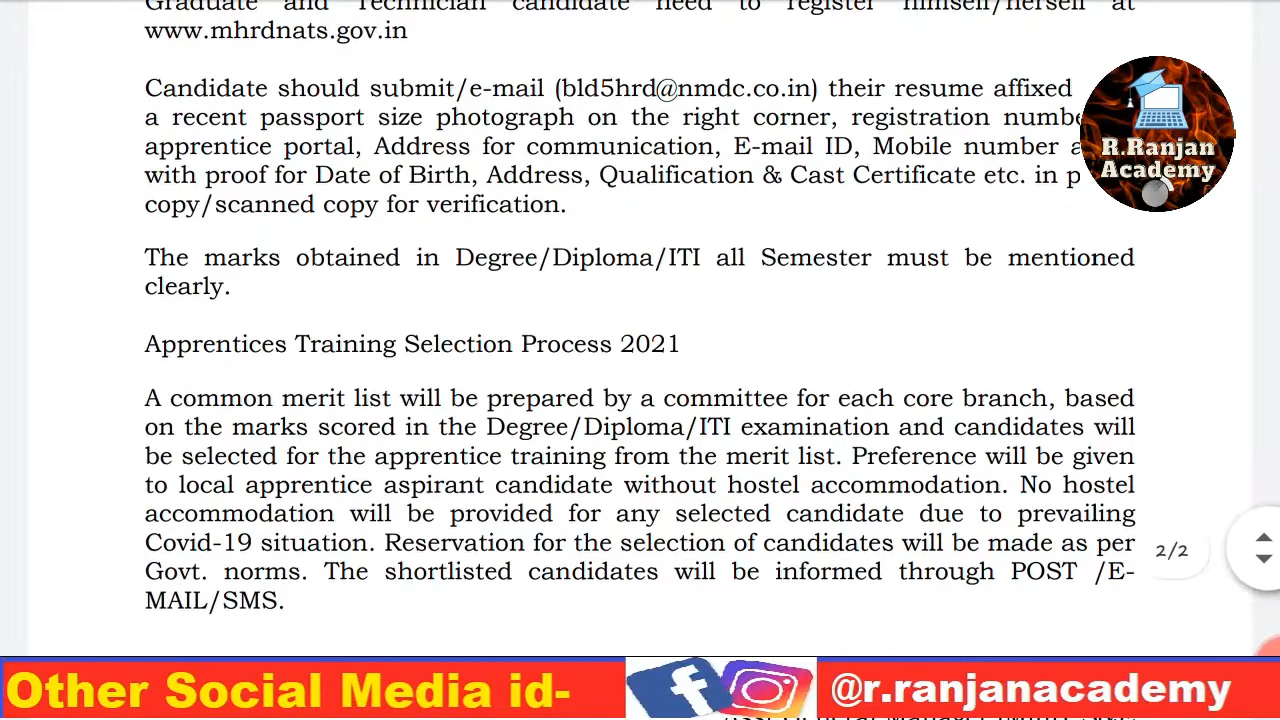 Graduate and Technician candidate need to register himself/herself at
www.mhrdnats.gov.in
Candidate should submit/e-mail (bld5hrd@nmdc.co.in) their resume affixed
a recent passport size photograph on the right corner, registration numbe
apprentice portal, Address for communication, E-mail ID, Mobile number a
with proof for Date of Birth, Address, Qualification & Cast Certificate etc. in p
copy/scanned copy for verification.
R.Ranjan
Academy
The marks obtained in Degree/Diploma/ITI all Semester must be mentioned
clearly.
Apprentices Training Selection Process 2021
A common merit list will be prepared by a committee for each core branch, based
on the marks scored in the Degree/Diploma/ITI examination and candidates will
be selected for the apprentice training from the merit list. Preference will be given
to local apprentice aspirant candidate without hostel accommodation. No hostel
accommodation will be provided for any selected candidate due to prevailing
Covid-19 situation. Reservation for the selection of candidates will be made as per
Govt. norms. The shortlisted candidates will be informed through POST /E-
MAIL/SMS.
2/2
Other Social Media id-
@r.ranjanacademy